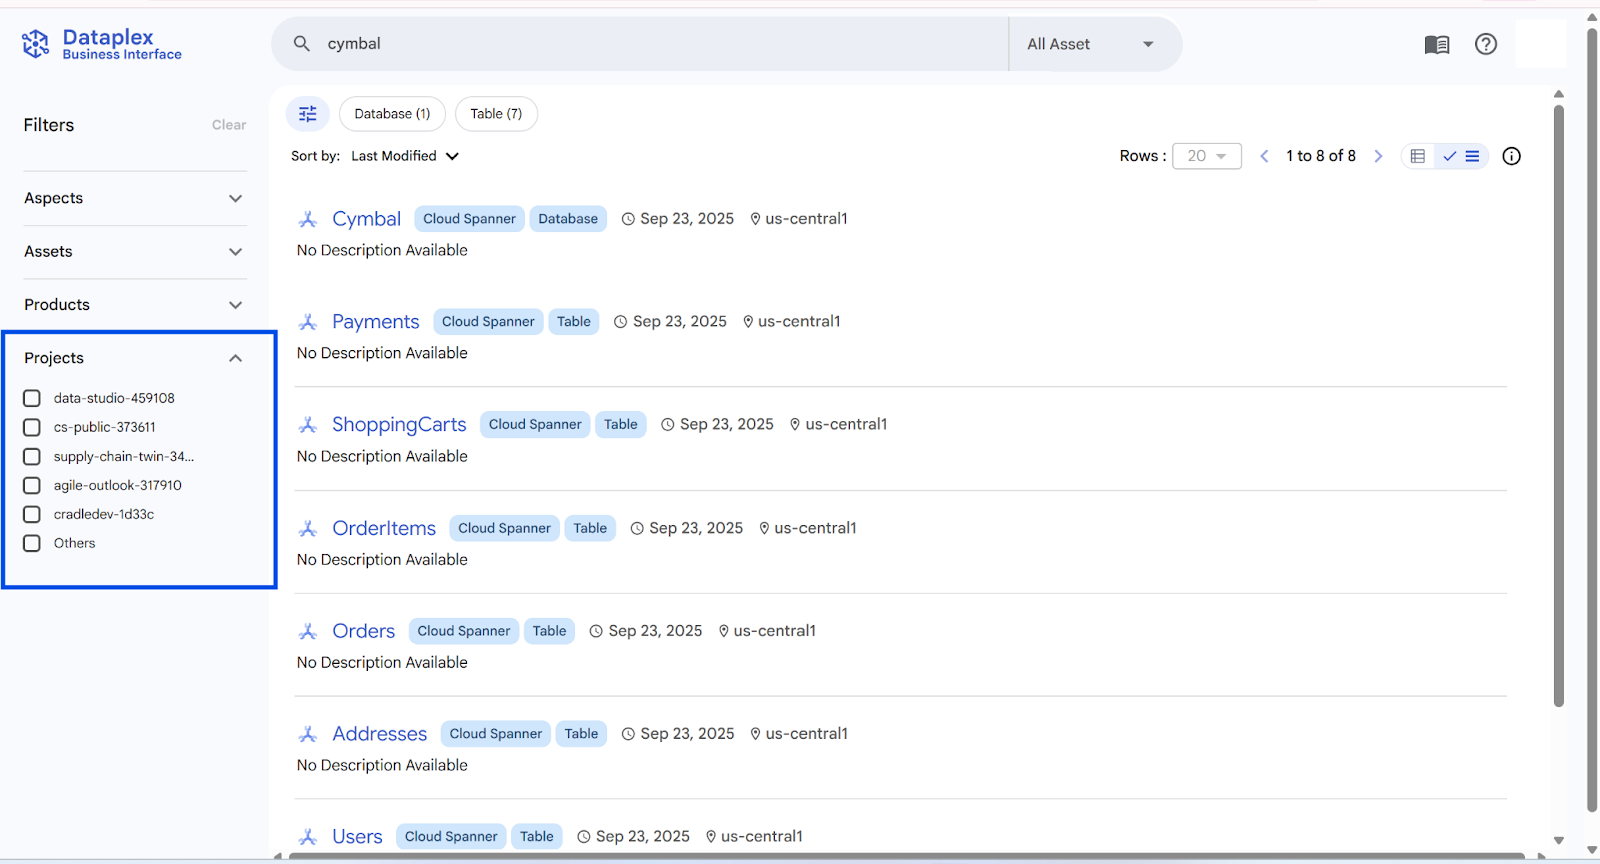 Dataplex
Business Interface
cymbal
All Asset
Filters
Clear
Aspects
Assets
Products
Projects
data-studio-459108
cs-public-373611
supply-chain-twin-34...
agile-outlook-317910
cradledev-1d33c
Others
Database (1)
Table (7)
Sort by: Last Modified
Rows : 20 1 to 8 of 8
Cymbal Cloud Spanner Database Sep 23, 2025 us-central1
No Description Available
Payments Cloud Spanner Table Sep 23, 2025 us-central1
No Description Available
ShoppingCarts Cloud Spanner Table Sep 23, 2025 us-central1
No Description Available
OrderItems Cloud Spanner Table Sep 23, 2025 us-central1
No Description Available
Orders Cloud Spanner Table Sep 23, 2025 us-central1
No Description Available
Addresses Cloud Spanner Table Sep 23, 2025 us-central1
No Description Available
Users Cloud Spanner Table Sep 23, 2025 us-central1